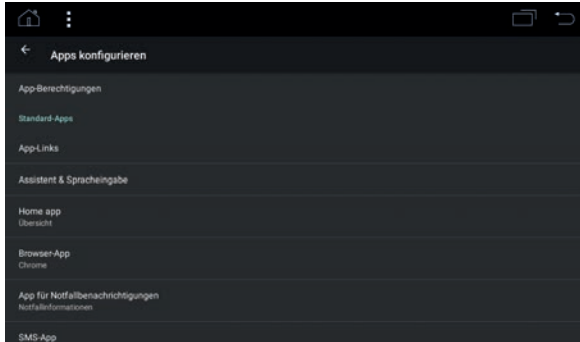 Apps konfigurieren
App-Berechtigungen
Standard-Apps
App-Links
Assistent & Spracheingabe
Home app
Übersicht
Browser-App
Chrome
App für Notfallbenachrichtigungen
Notfallinformationen
SMS-App